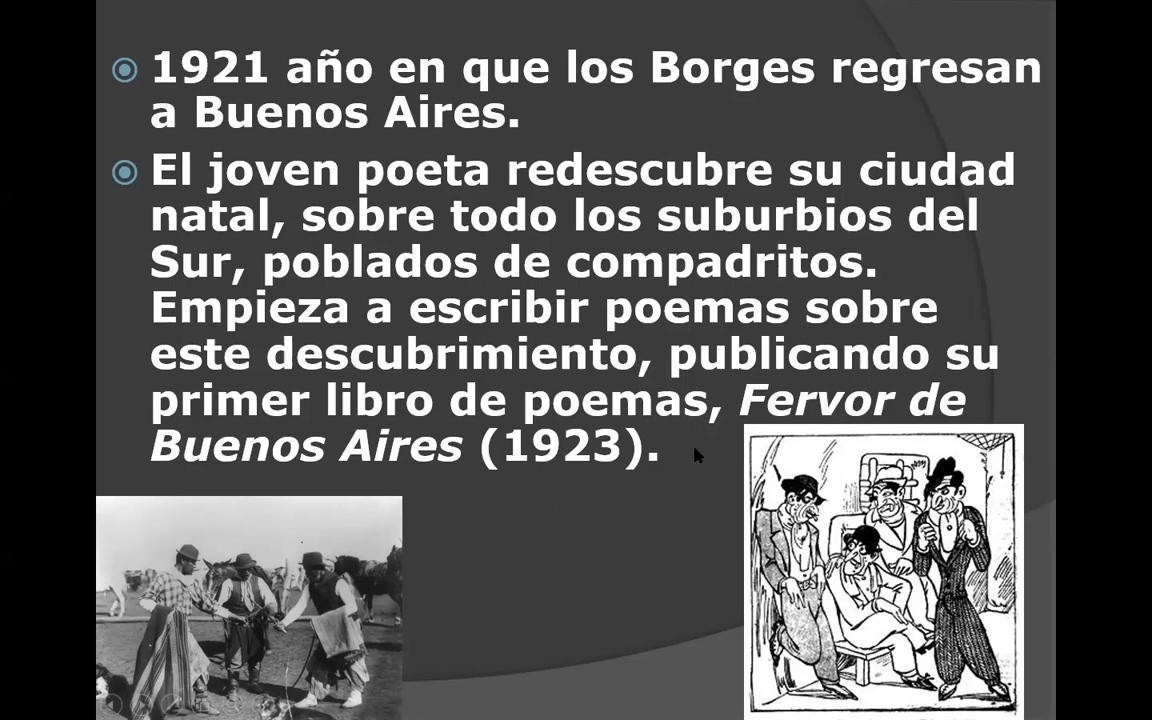 1921 año en que los Borges regresan
a Buenos Aires.
El joven poeta redescubre su ciudad
natal, sobre todo los suburbios del
Sur, poblados de compadritos.
Empieza a escribir poemas sobre
este descubrimiento, publicando su
primer libro de poemas, Fervor de
Buenos Aires (1923).